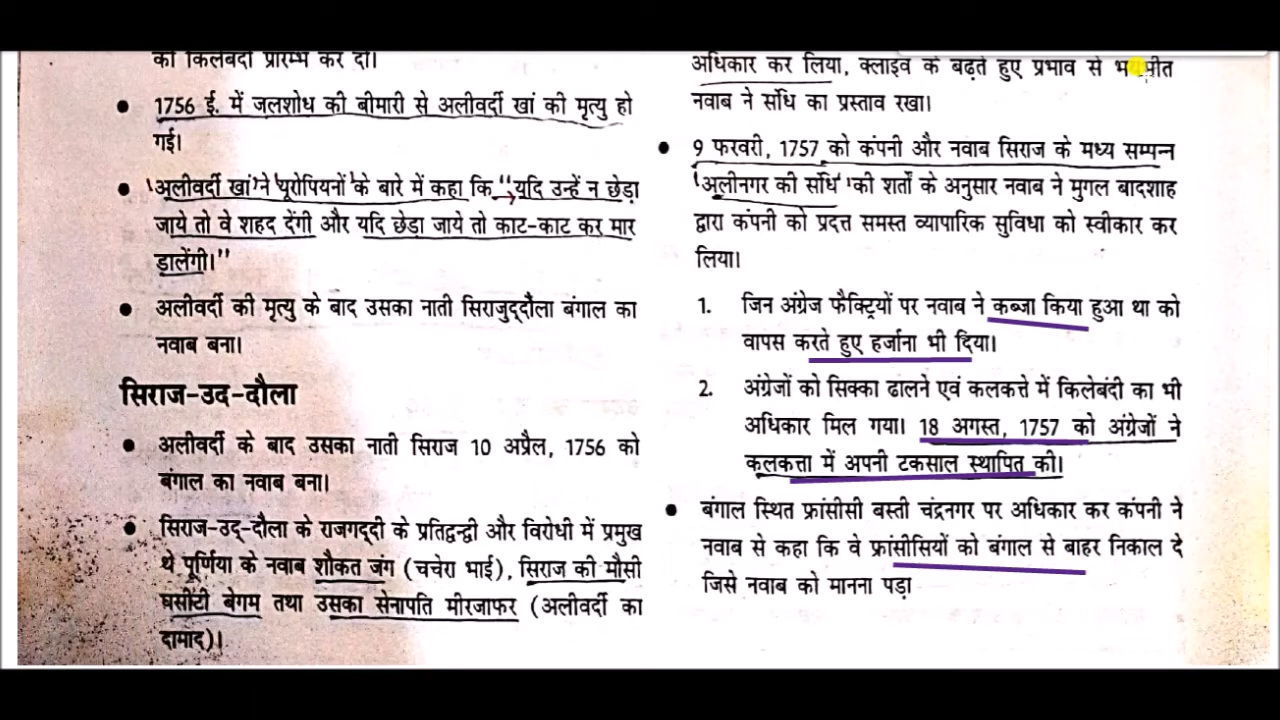 की किलेबंदी प्रारम्भ कर दी।
• 1756 ई. में जलशोध की बीमारी से अलीवर्दी खां की मृत्यु हो
गई।
• 'अलीवर्दी खां' ने 'यूरोपियनों' के बारे में कहा कि "यदि उन्हें न छेड़ा
जाये तो वे शहद देंगी और यदि छेड़ा जाये तो काट-काट कर मार
डालेंगी।"
• अलीवर्दी की मृत्यु के बाद उसका नाती सिराजुद्दौला बंगाल का
नवाब बना।
सिराज-उद-दौला
• अलीवर्दी के बाद उसका नाती सिराज 10 अप्रैल, 1756 को
बंगाल का नवाब बना।
• सिराज-उद्-दौला के राजगद्दी के प्रतिद्वन्द्वी और विरोधी में प्रमुख
थे पूर्णिया के नवाब शौकत जंग (चचेरा भाई), सिराज की मौसी
घसीटी बेगम तथा उसका सेनापति मीरजाफर (अलीवर्दी का
दामाद)।
अधिकार कर लिया, क्लाइव के बढ़ते हुए प्रभाव से भयभीत
नवाब ने संधि का प्रस्ताव रखा।
• 9 फरवरी, 1757 को कंपनी और नवाब सिराज के मध्य सम्पन्न
'अलीनगर की संधि' की शर्तों के अनुसार नवाब ने मुगल बादशाह
द्वारा कंपनी को प्रदत्त समस्त व्यापारिक सुविधा को स्वीकार कर
लिया।
1. जिन अंग्रेज फैक्ट्रियों पर नवाब ने कब्जा किया हुआ था को
वापस करते हुए हर्जाना भी दिया।
2. अंग्रेजों को सिक्का ढालने एवं कलकत्ते में किलेबंदी का भी
अधिकार मिल गया। 18 अगस्त, 1757 को अंग्रेजों ने
कलकत्ता में अपनी टकसाल स्थापित की।
• बंगाल स्थित फ्रांसीसी बस्ती चंद्रनगर पर अधिकार कर कंपनी ने
नवाब से कहा कि वे फ्रांसीसियों को बंगाल से बाहर निकाल दे
जिसे नवाब को मानना पड़ा